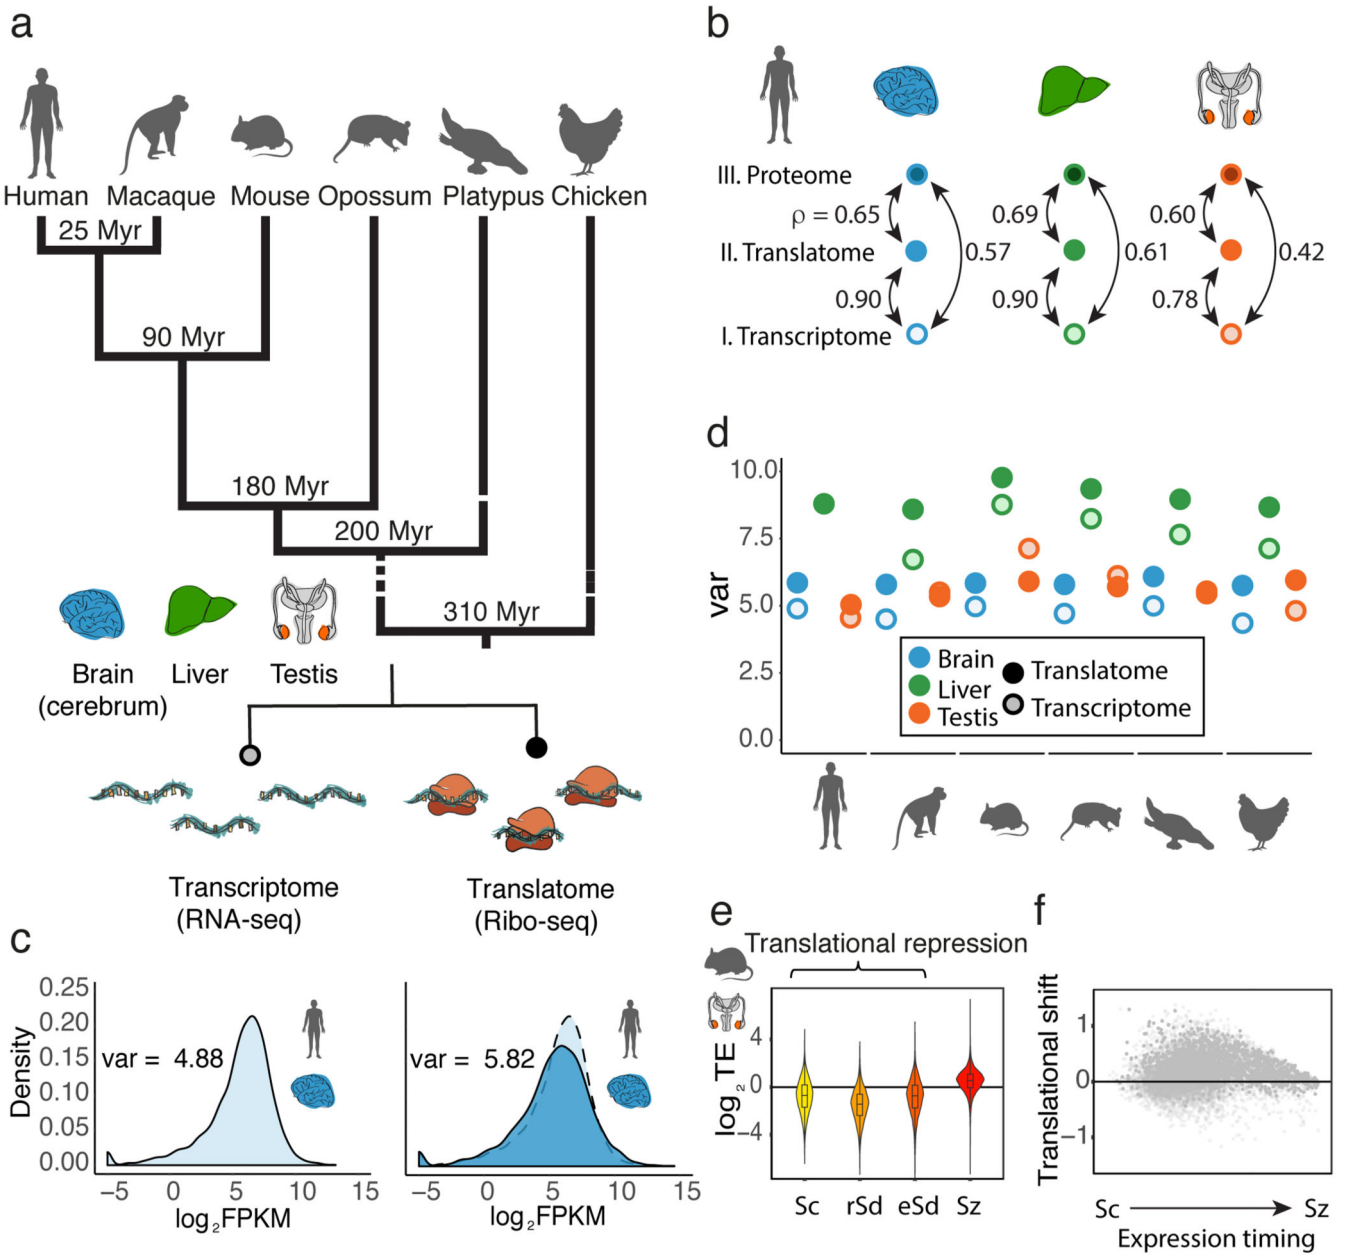 a
Human Macaque Mouse Opossum Platypus Chicken
25 Myr
90 Myr
180 Myr
200 Myr
310 Myr
Brain
(cerebrum)
Liver
Testis
Transcriptome
(RNA-seq)
Translatome
(Ribo-seq)
b
III. Proteome
ρ = 0.65
0.69
0.60
II. Translatome
0.57
0.61
0.42
0.90
0.90
0.78
I. Transcriptome
c
Density
0.25
0.20
0.15
0.10
0.05
0.00
var = 4.88
−5 0 5 10 15
log2FPKM
var = 5.82
−5 0 5 10 15
log2FPKM
d
var
10.0
7.5
5.0
2.5
0.0
Brain
Liver
Testis
Translatome
Transcriptome
e
Translational repression
log2 TE
4
0
−4
Sc rSd eSd Sz
f
Translational shift
1
0
−1
Sc Sz
Expression timing